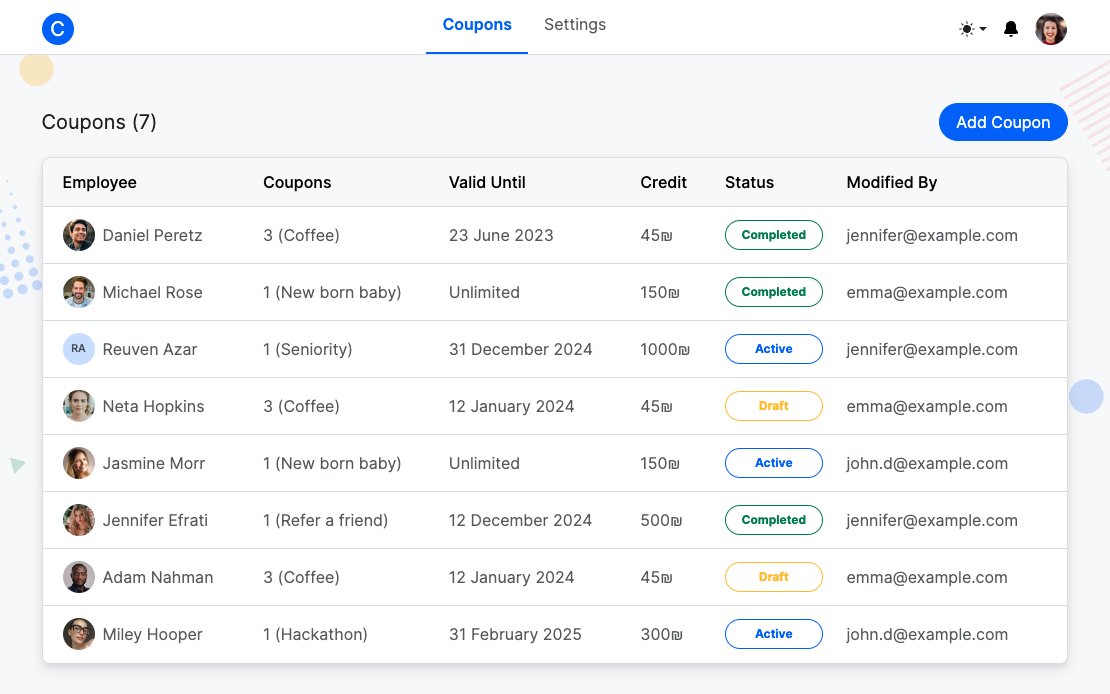 C Coupons Settings
Coupons (7) Add Coupon
Employee Coupons Valid Until Credit Status Modified By
Daniel Peretz 3 (Coffee) 23 June 2023 45₪ Completed jennifer@example.com
Michael Rose 1 (New born baby) Unlimited 150₪ Completed emma@example.com
RA Reuven Azar 1 (Seniority) 31 December 2024 1000₪ Active jennifer@example.com
Neta Hopkins 3 (Coffee) 12 January 2024 45₪ Draft emma@example.com
Jasmine Morr 1 (New born baby) Unlimited 150₪ Active john.d@example.com
Jennifer Efrati 1 (Refer a friend) 12 December 2024 500₪ Completed jennifer@example.com
Adam Nahman 3 (Coffee) 12 January 2024 45₪ Draft emma@example.com
Miley Hooper 1 (Hackathon) 31 February 2025 300₪ Active john.d@example.com